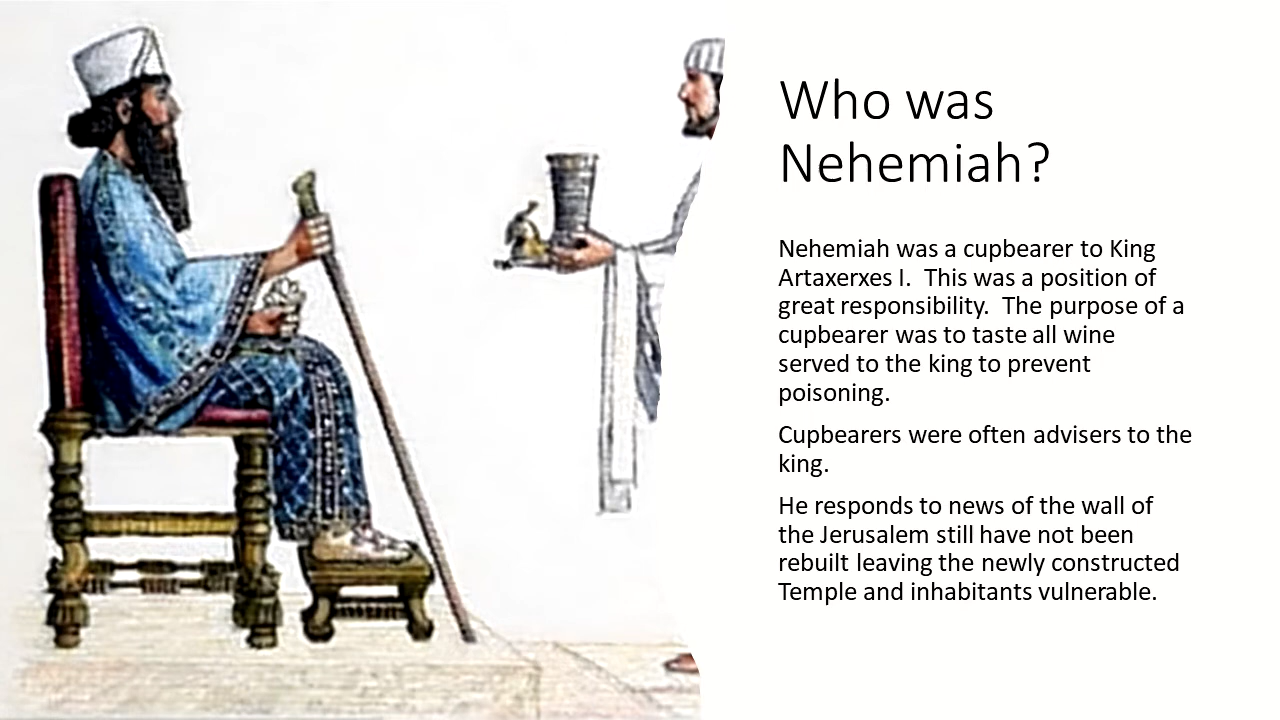 Who was
Nehemiah?
Nehemiah was a cupbearer to King
Artaxerxes I.  This was a position of
great responsibility.  The purpose of a
cupbearer was to taste all wine
served to the king to prevent
poisoning.
Cupbearers were often advisers to the
king.
He responds to news of the wall of
the Jerusalem still have not been
rebuilt leaving the newly constructed
Temple and inhabitants vulnerable.